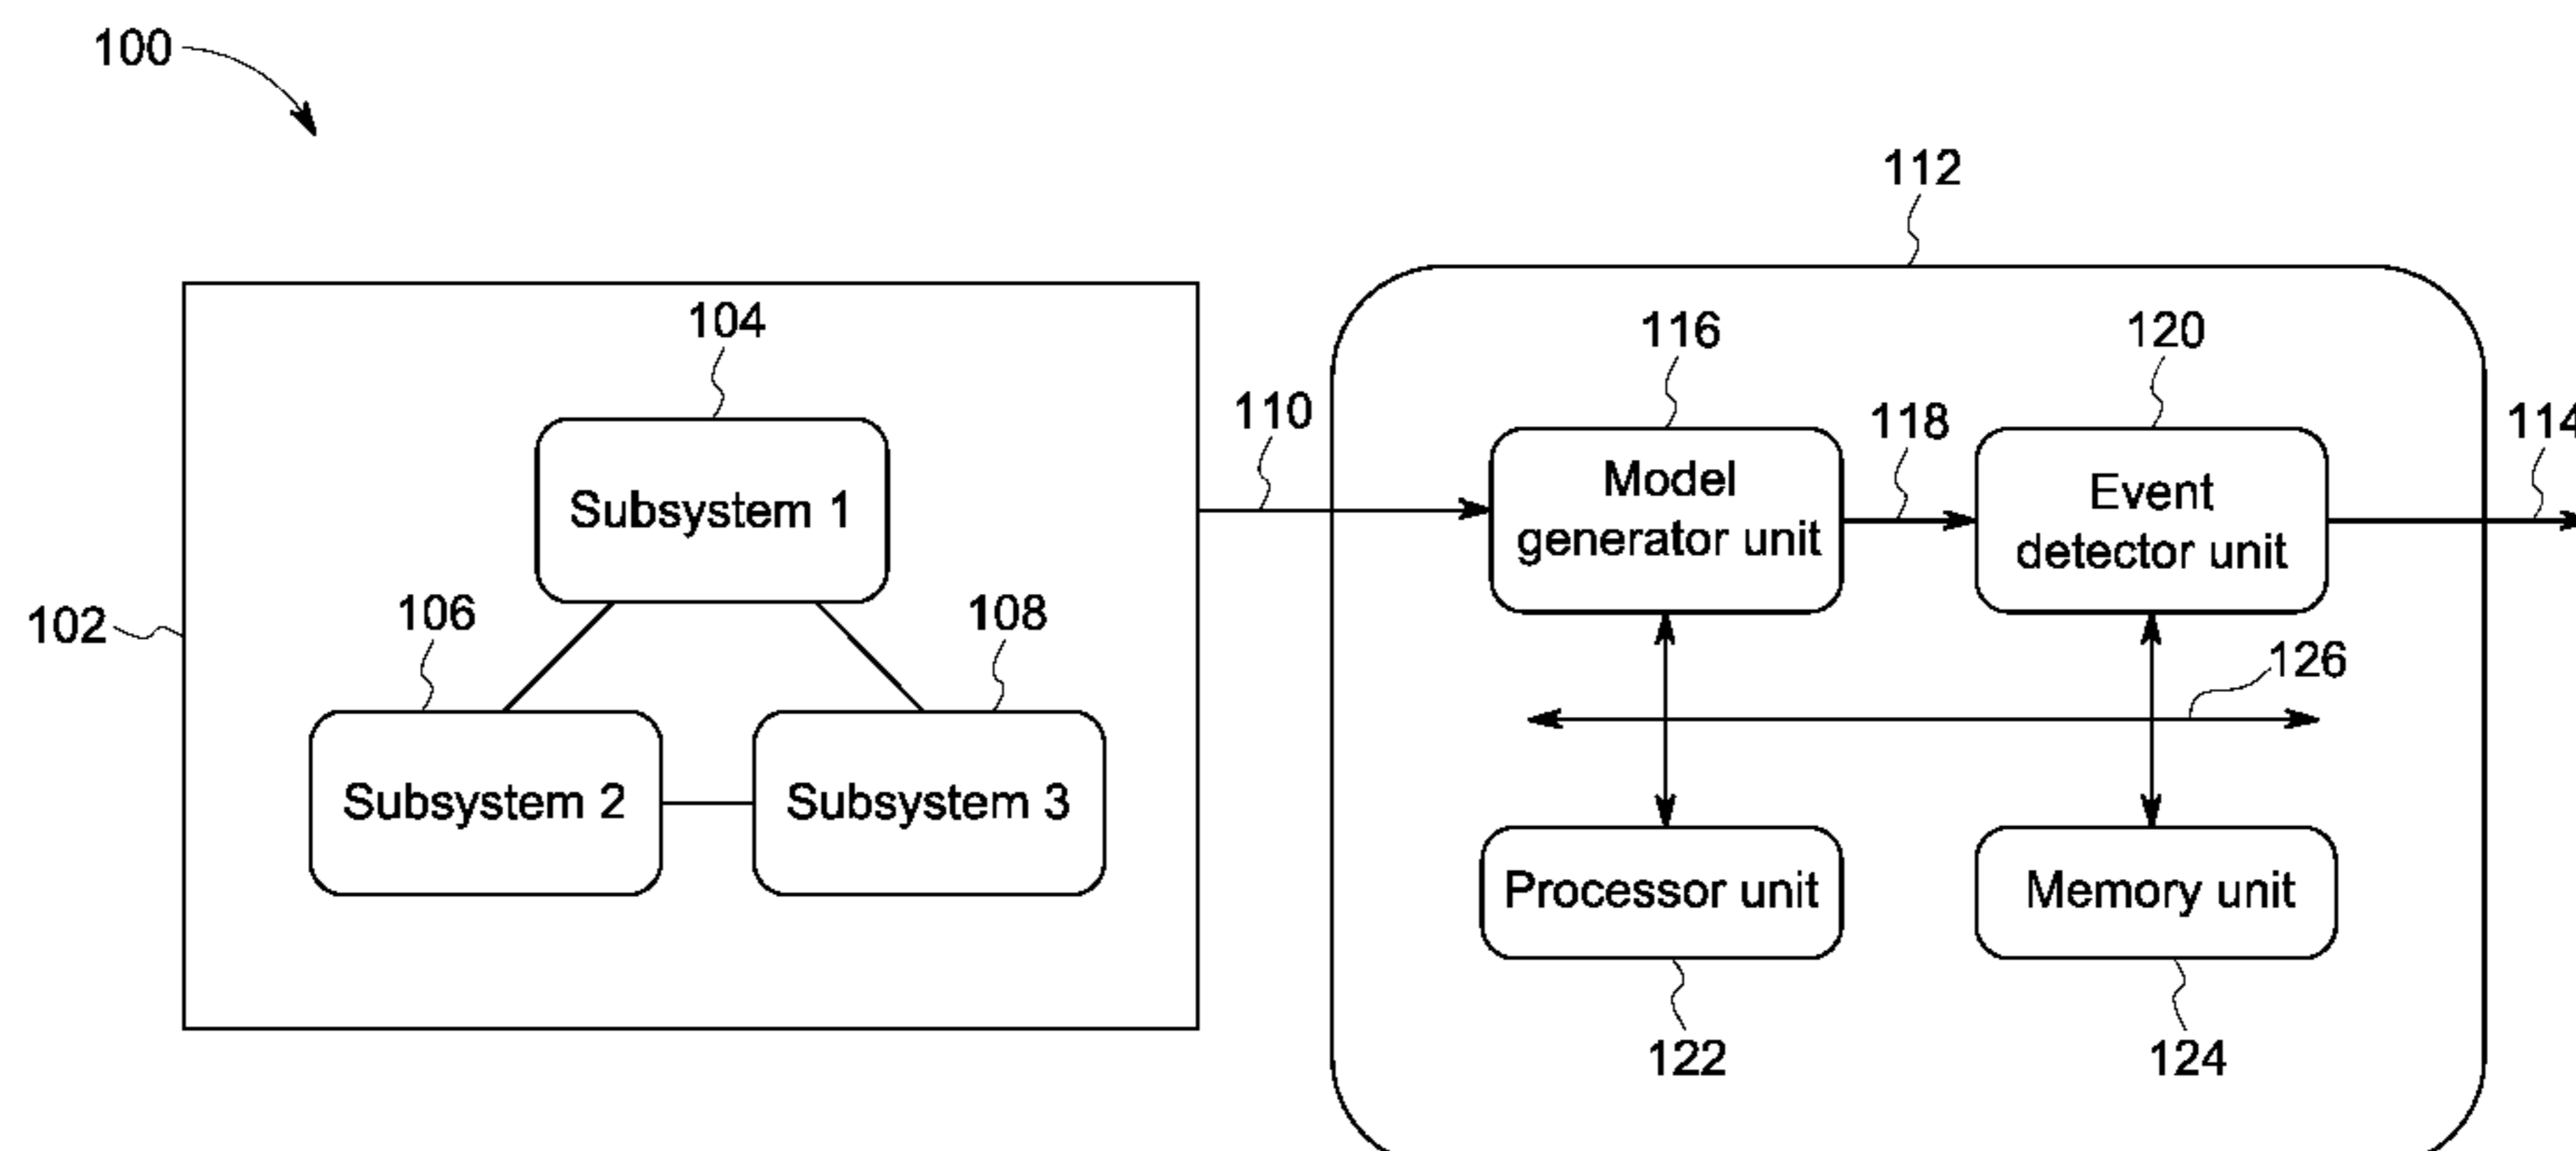 100
112
104
116
120
110
118
114
Subsystem 1
Model
generator unit
Event
detector unit
102
106
108
126
Subsystem 2
Subsystem 3
Processor unit
Memory unit
122
124